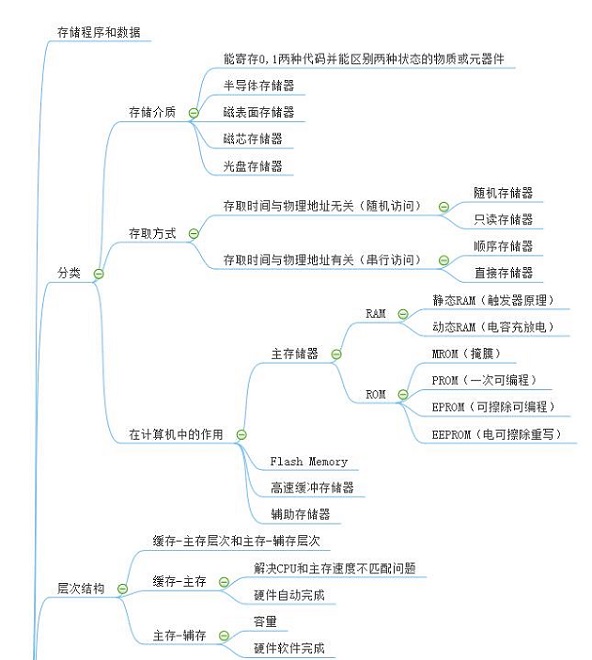 存储程序和数据
分类
存储介质
能寄存0,1两种代码并能区别两种状态的物质或元器件
半导体存储器
磁表面存储器
磁芯存储器
光盘存储器
存取方式
存取时间与物理地址无关（随机访问）
随机存储器
只读存储器
存取时间与物理地址有关（串行访问）
顺序存储器
直接存储器
在计算机中的作用
主存储器
RAM
静态RAM（触发器原理）
动态RAM（电容充放电）
ROM
MROM（掩膜）
PROM（一次可编程）
EPROM（可擦除可编程）
EEPROM（电可擦除重写）
Flash Memory
高速缓冲存储器
辅助存储器
层次结构
缓存-主存层次和主存-辅存层次
缓存-主存
解决CPU和主存速度不匹配问题
硬件自动完成
主存-辅存
容量
硬件软件完成